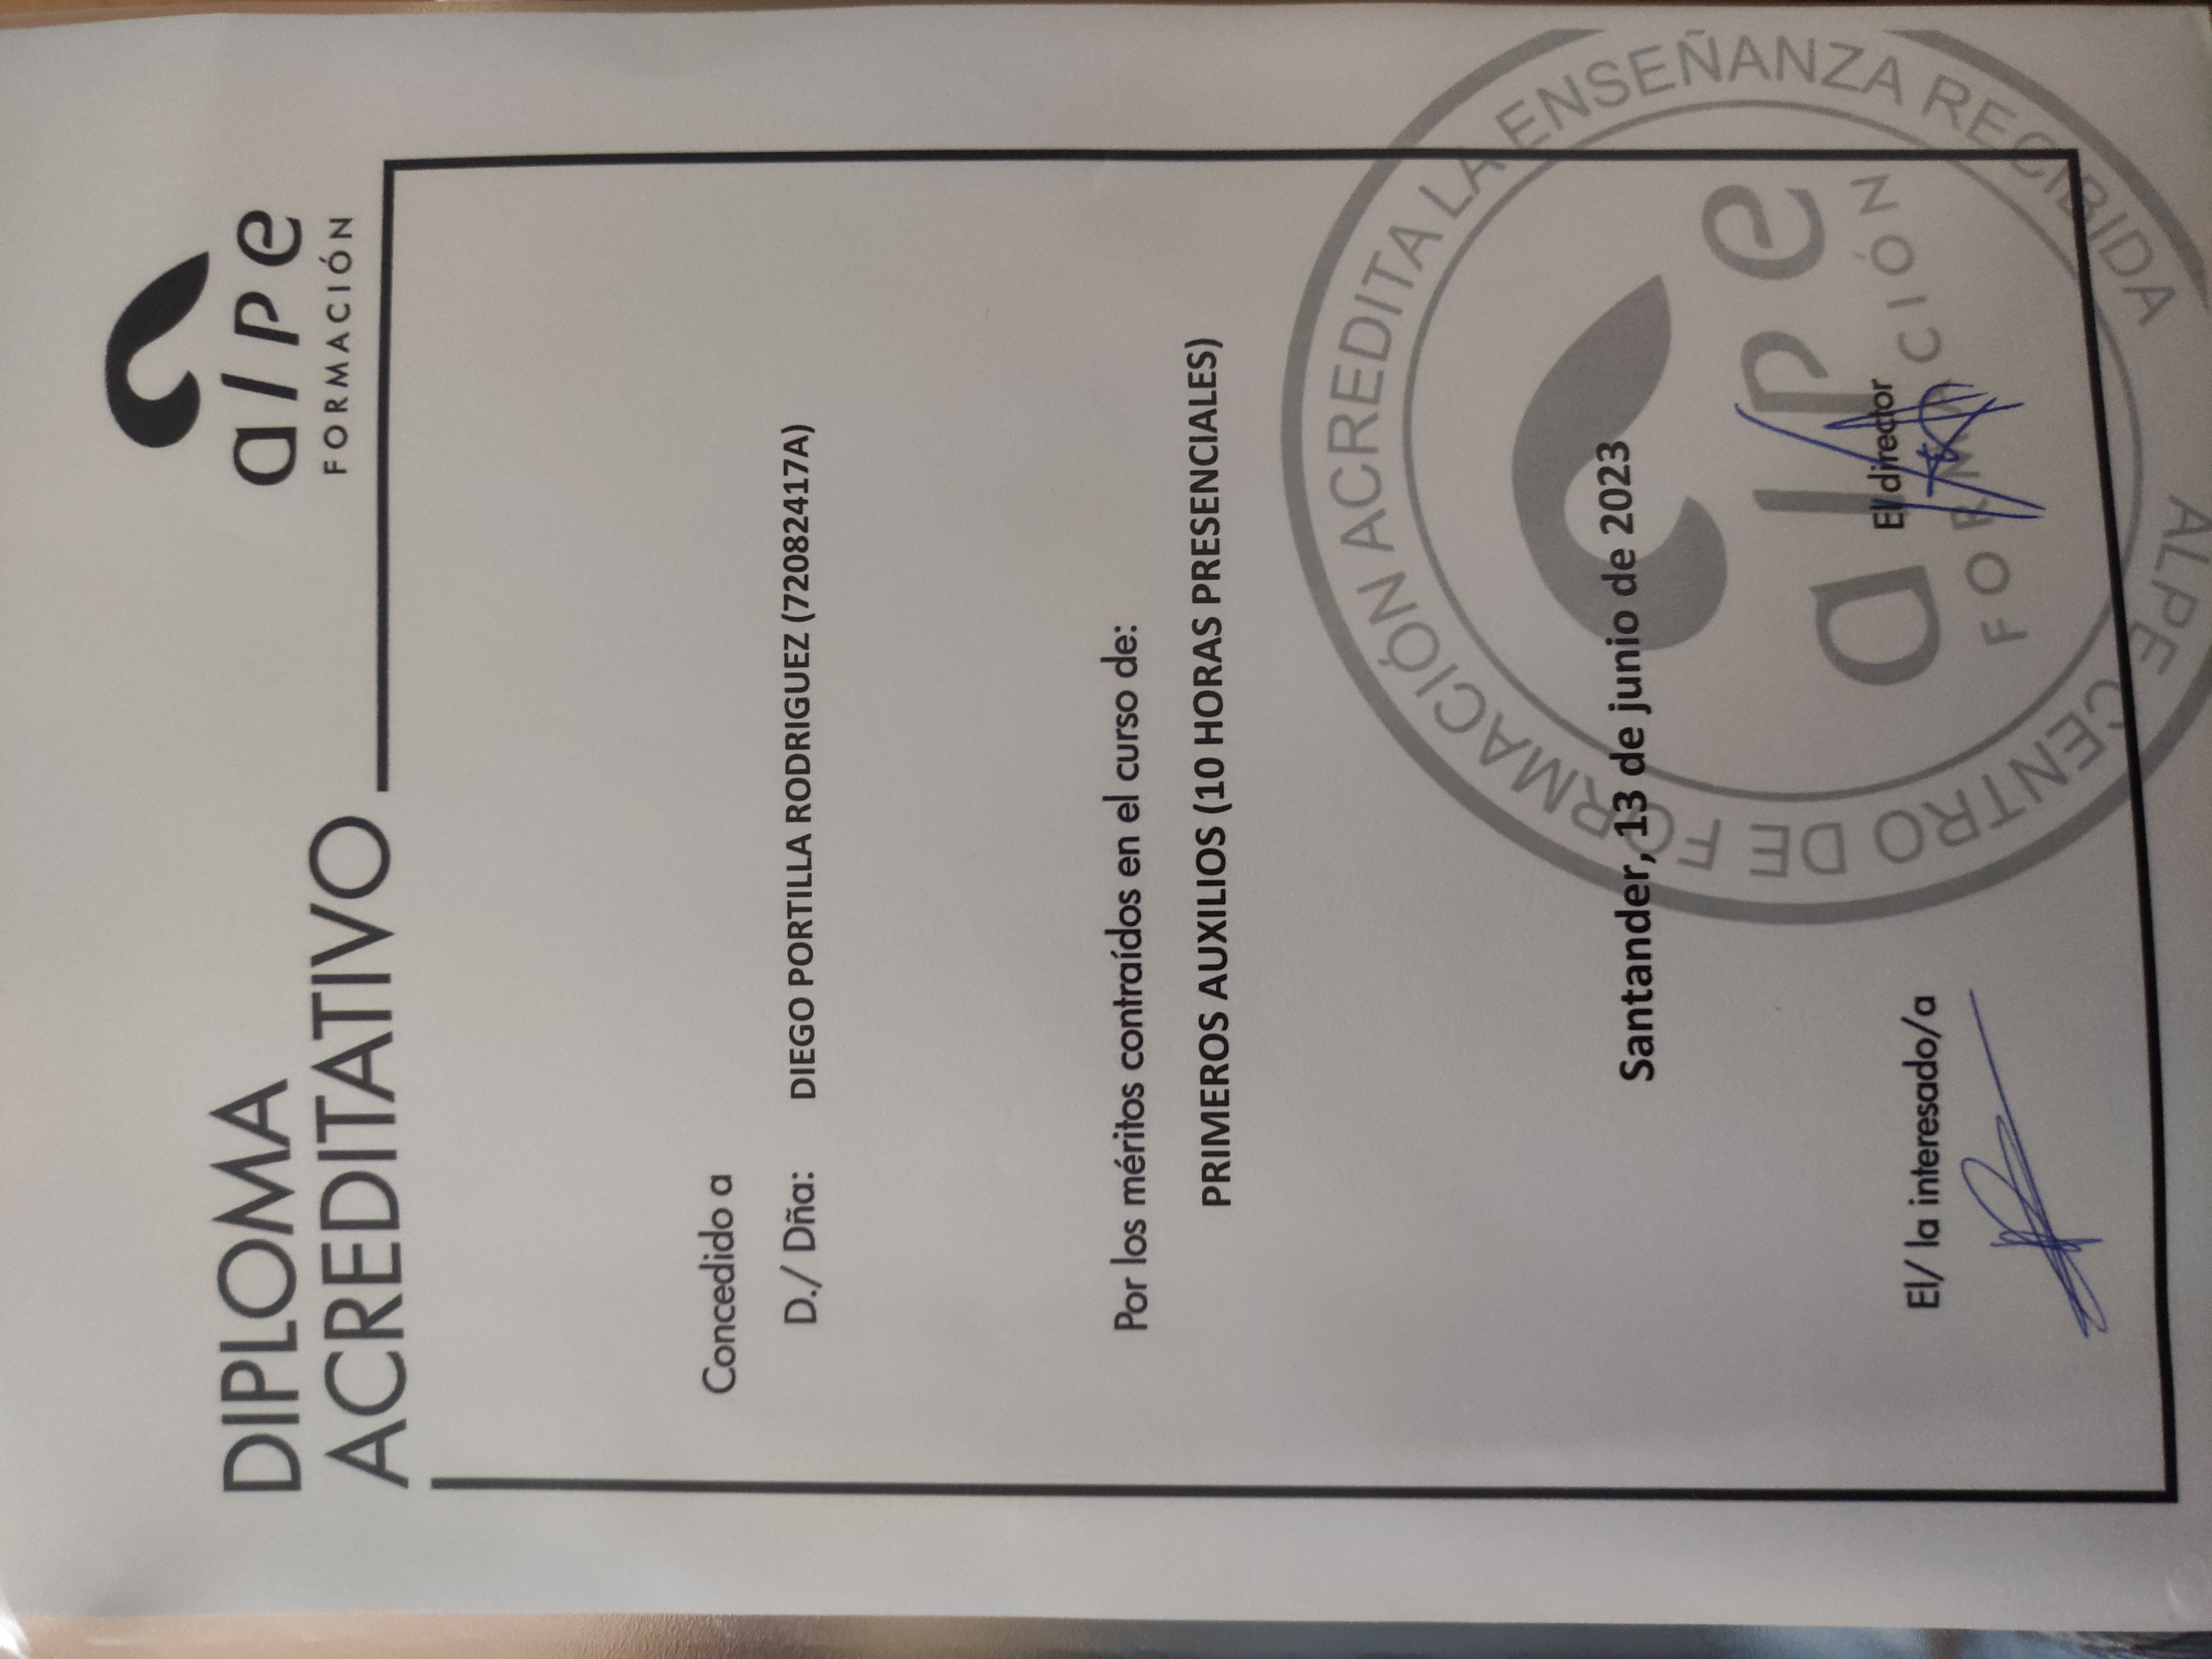 DIPLOMA
ACREDITATIVO
alpe
FORMACIÓN
Concedido a
D./ Dña: DIEGO PORTILLA RODRIGUEZ (72082417A)
Por los méritos contraídos en el curso de:
PRIMEROS AUXILIOS (10 HORAS PRESENCIALES)
Santander, 13 de junio de 2023
El/ la interesado/a
El director
ALPE CENTRO DE FORMACIÓN ACREDITA LA ENSEÑANZA RECIBIDA
alpe
FORMACIÓN